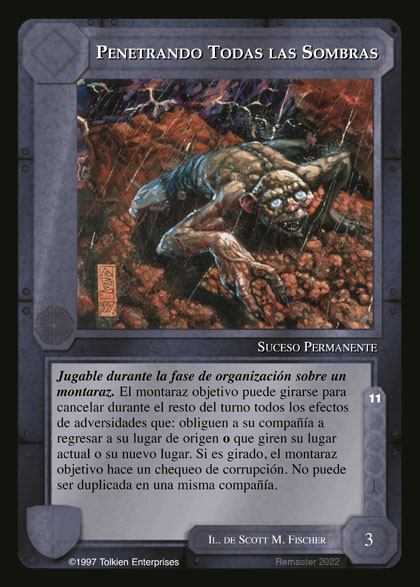 Penetrando Todas las Sombras
Suceso Permanente
Jugable durante la fase de organización sobre un
montaraz. El montaraz objetivo puede girarse para
cancelar durante el resto del turno todos los efectos
de adversidades que: obliguen a su compañía a
regresar a su lugar de origen o que giren su lugar
actual o su nuevo lugar. Si es girado, el montaraz
objetivo hace un chequeo de corrupción. No puede
ser duplicada en una misma compañía.
11
Il. de Scott M. Fischer
3
©1997 Tolkien Enterprises
Remaster 2022